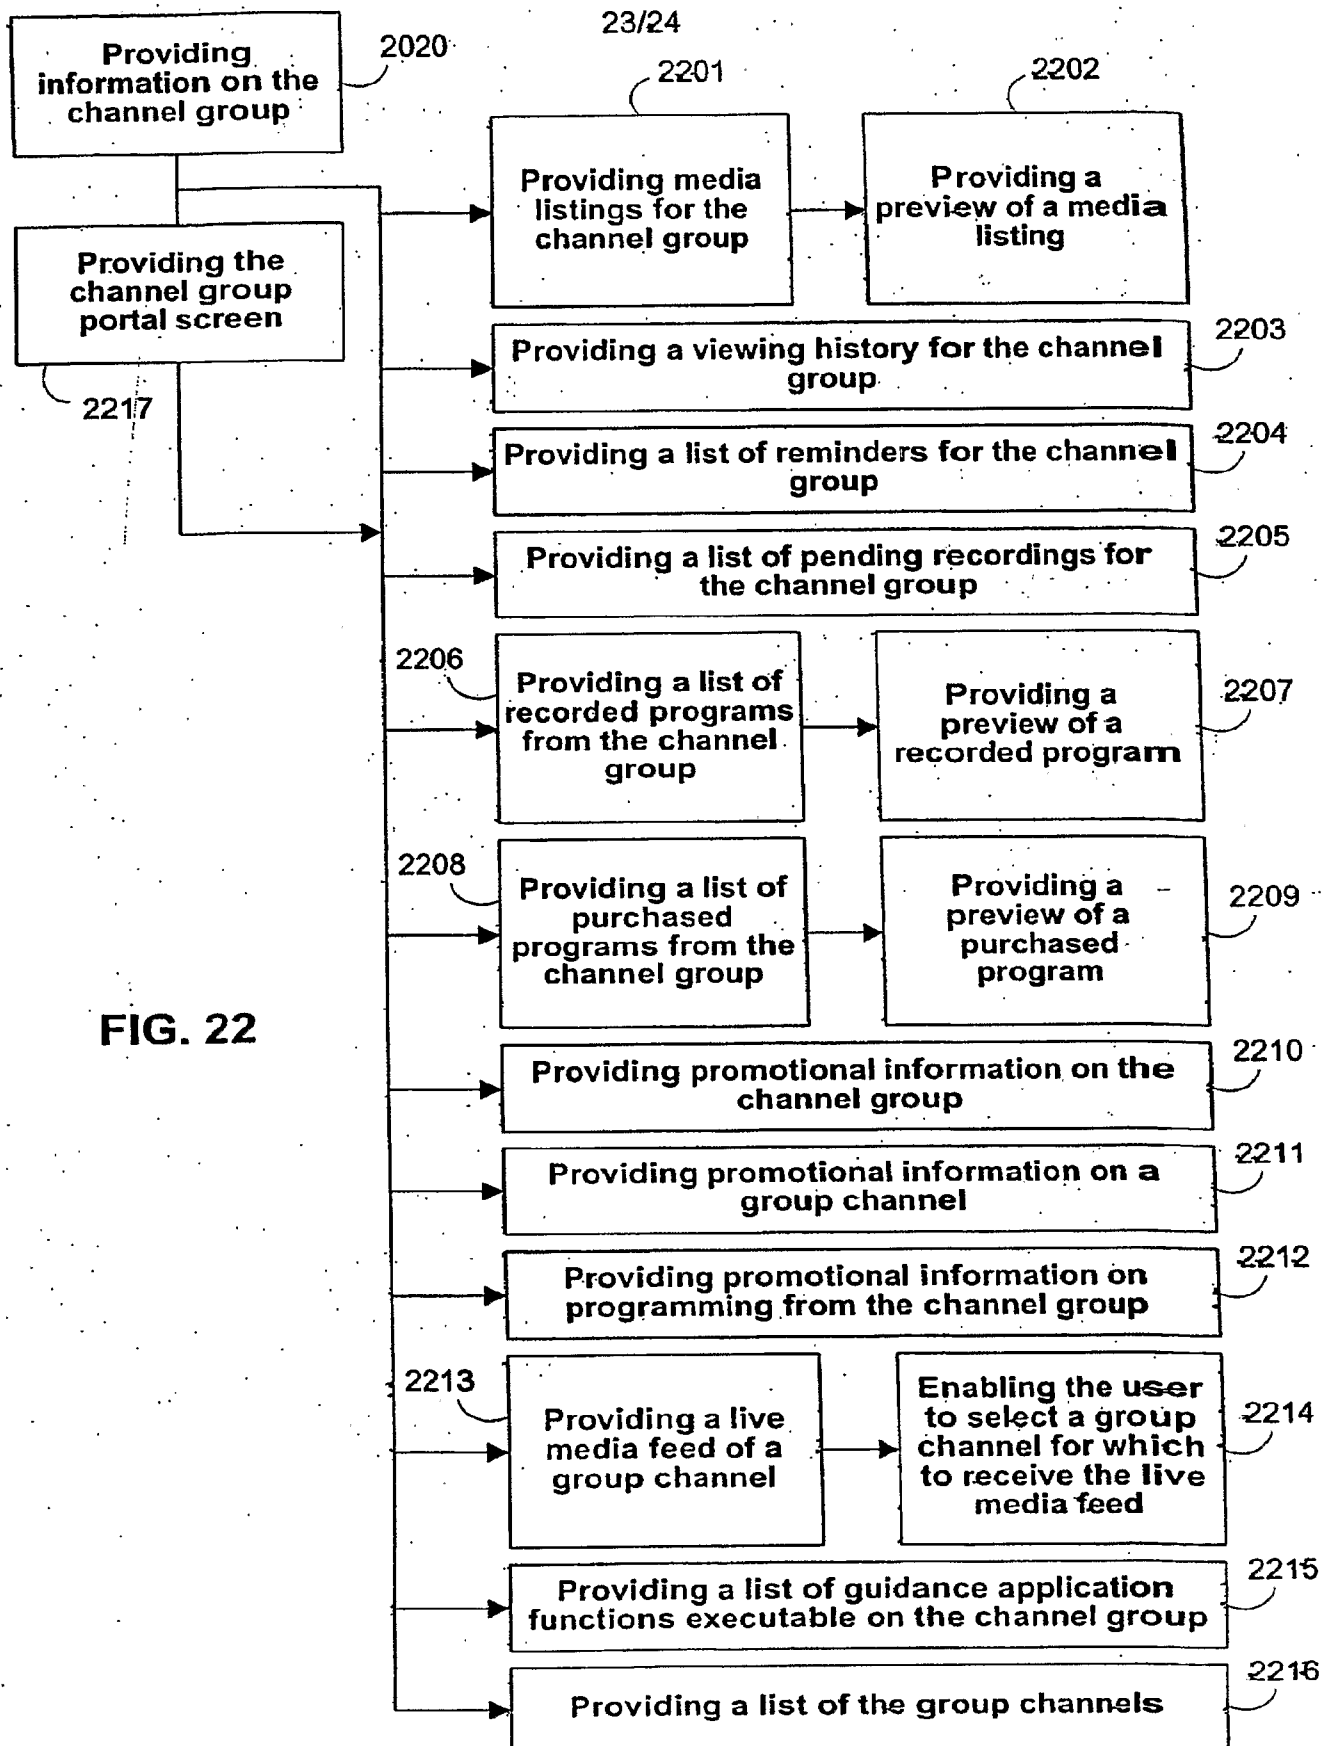 23/24
Providing
information on the
channel group
2020
2201
2202
Providing media
listings for the
channel group
Providing a
preview of a media
listing
Providing the
channel group
portal screen
2217
Providing a viewing history for the channel
group
2203
Providing a list of reminders for the channel
group
2204
Providing a list of pending recordings for
the channel group
2205
2206
Providing a list of
recorded programs
from the channel
group
Providing a
preview of a
recorded program
2207
2208
Providing a list of
purchased
programs from the
channel group
Providing a
preview of a
purchased
program
2209
FIG. 22
Providing promotional information on the
channel group
2210
Providing promotional information on a
group channel
2211
Providing promotional information on
programming from the channel group
2212
2213
Providing a live
media feed of a
group channel
Enabling the user
to select a group
channel for which
to receive the live
media feed
2214
Providing a list of guidance application
functions executable on the channel group
2215
Providing a list of the group channels
2216